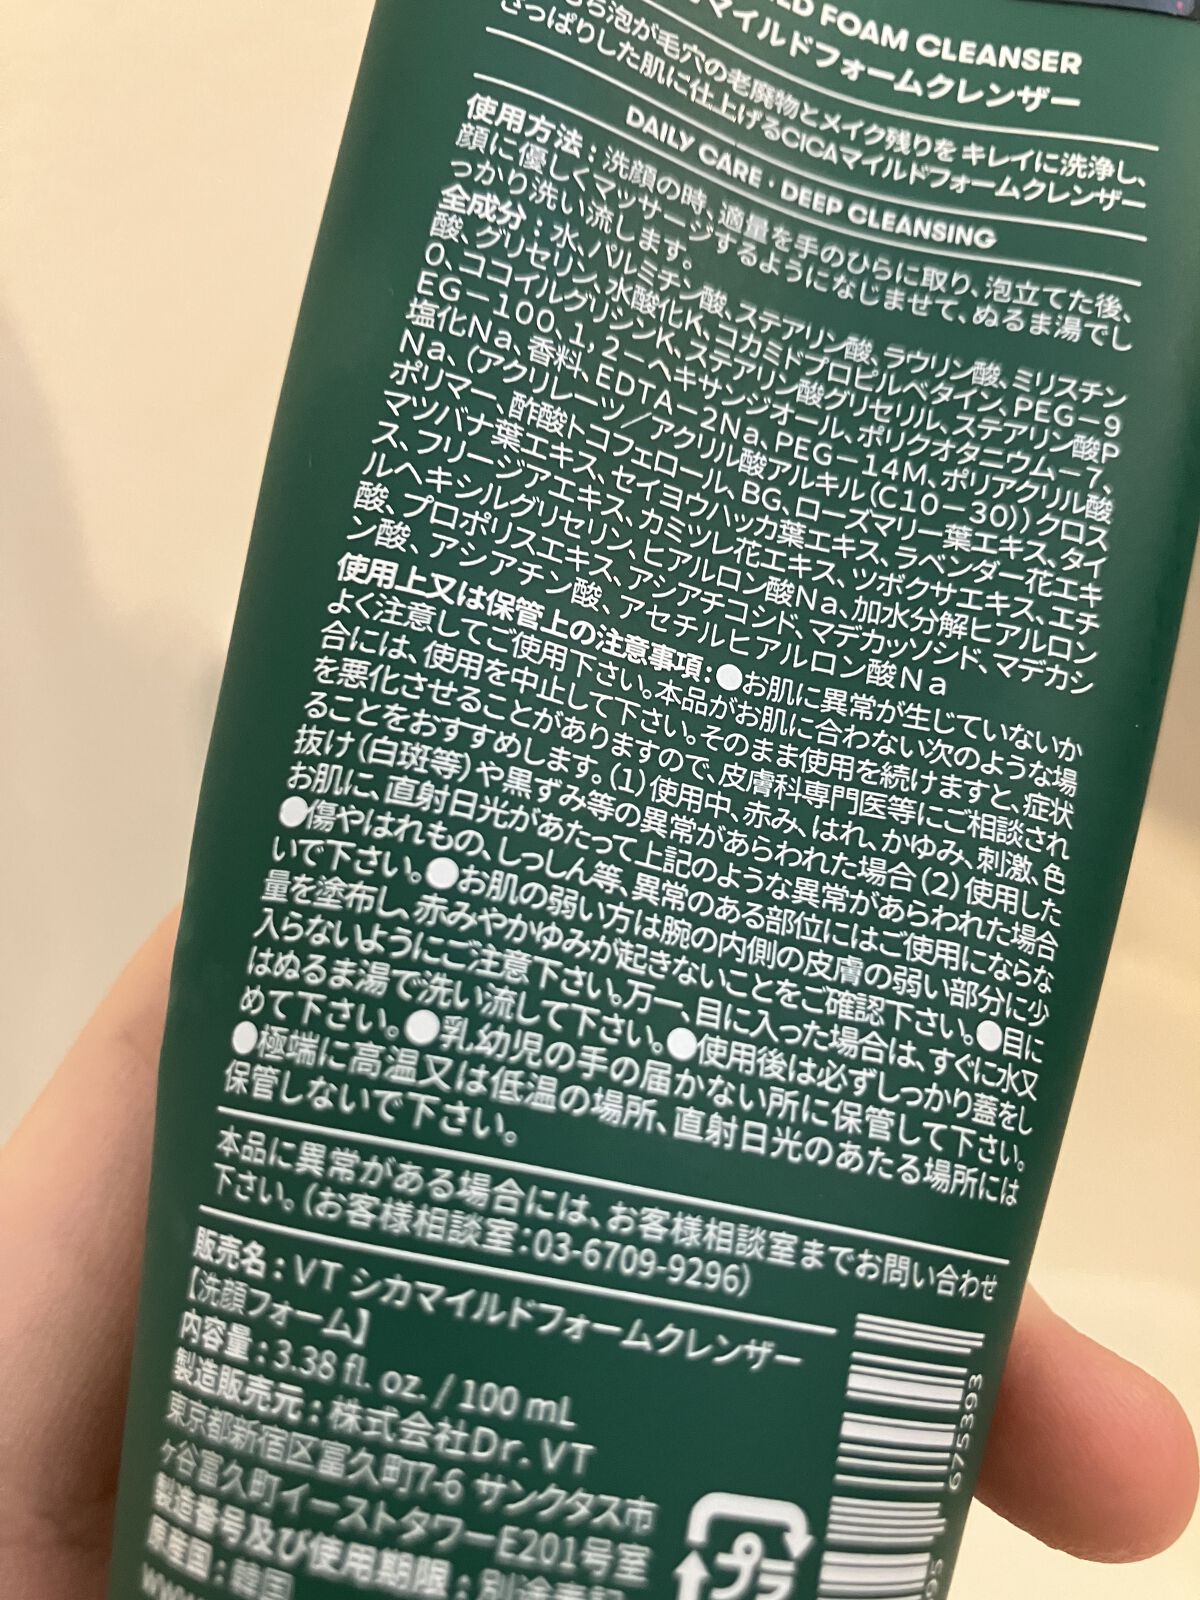 FOAM CLEANSER
マイルドフォームクレンザー
もち泡が毛穴の老廃物とメイク残りを キレイに洗浄し、
さっぱりした肌に仕上げるCICAマイルドフォームクレンザー
DAILY CARE · DEEP CLEANSING
使用方法：洗顔の時、適量を手のひらに取り、泡立てた後、
顔に優しくマッサージするようになじませて、ぬるま湯でし
っかり洗い流します。
全成分：水、パルミチン酸、ステアリン酸、ラウリン酸、ミリスチン
酸、グリセリン、水酸化K、コカミドプロピルベタイン、PEG－9
0、ココイルグリシンK、ステアリン酸グリセリル、ステアリン酸P
EG－100、1，2－ヘキサンジオール、ポリクオタニウム－7、
塩化Na、香料、EDTA－2Na、PEG－14M、ポリアクリル酸
Na、（アクリレーツ／アクリル酸アルキル（C10－30））クロス
ポリマー、酢酸トコフェロール、BG、ローズマリー葉エキス、タイ
マツバナ葉エキス、セイヨウハッカ葉エキス、ラベンダー花エキ
ス、フリージアエキス、カミツレ花エキス、ツボクサエキス、エチ
ルヘキシルグリセリン、ヒアルロン酸Na、加水分解ヒアルロン
酸、プロポリスエキス、アシアチコシド、マデカッソシド、マデカシ
ン酸、アシアチン酸、アセチルヒアルロン酸Na
使用上又は保管上の注意事項：●お肌に異常が生じていないか
よく注意してご使用下さい。本品がお肌に合わない次のような場
合には、使用を中止して下さい。そのまま使用を続けますと、症状
を悪化させることがありますので、皮膚科専門医等にご相談され
ることをおすすめします。（1）使用中、赤み、はれ、かゆみ、刺激、色
抜け（白斑等）や黒ずみ等の異常があらわれた場合（2）使用した
お肌に、直射日光があたって上記のような異常があらわれた場合
●傷やはれもの、しっしん等、異常のある部位にはご使用にならな
いで下さい。●お肌の弱い方は腕の内側の皮膚の弱い部分に少
量を塗布し、赤みやかゆみが起きないことをご確認下さい。●目に
入らないようにご注意下さい。万一、目に入った場合は、すぐに水又
はぬるま湯で洗い流して下さい。●使用後は必ずしっかり蓋をし
めて下さい。●乳幼児の手の届かない所に保管して下さい。
●極端に高温又は低温の場所、直射日光のあたる場所には
保管しないで下さい。
本品に異常がある場合には、お客様相談室までお問い合わせ
下さい。（お客様相談室：03-6709-9296）
販売名：VT シカマイルドフォームクレンザー
【洗顔フォーム】
内容量：3.38 fl. oz. / 100 mL
製造販売元：株式会社Dr. VT
東京都新宿区富久町7-6 サンクタス市
ヶ谷富久町イーストタワーE201号室
製造番号及び使用期限：別途表記
原産国：韓国
プラ
675393